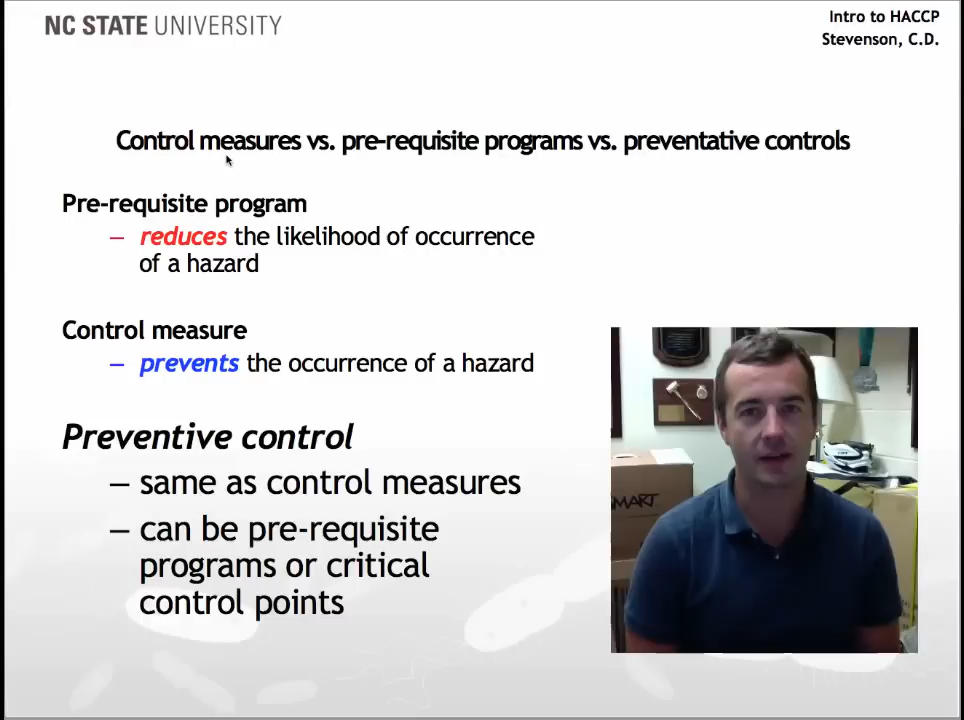 NC STATE UNIVERSITY
Intro to HACCP
Stevenson, C.D.
Control measures vs. pre-requisite programs vs. preventative controls
Pre-requisite program
– reduces the likelihood of occurrence
of a hazard
Control measure
– prevents the occurrence of a hazard
Preventive control
– same as control measures
– can be pre-requisite
programs or critical
control points